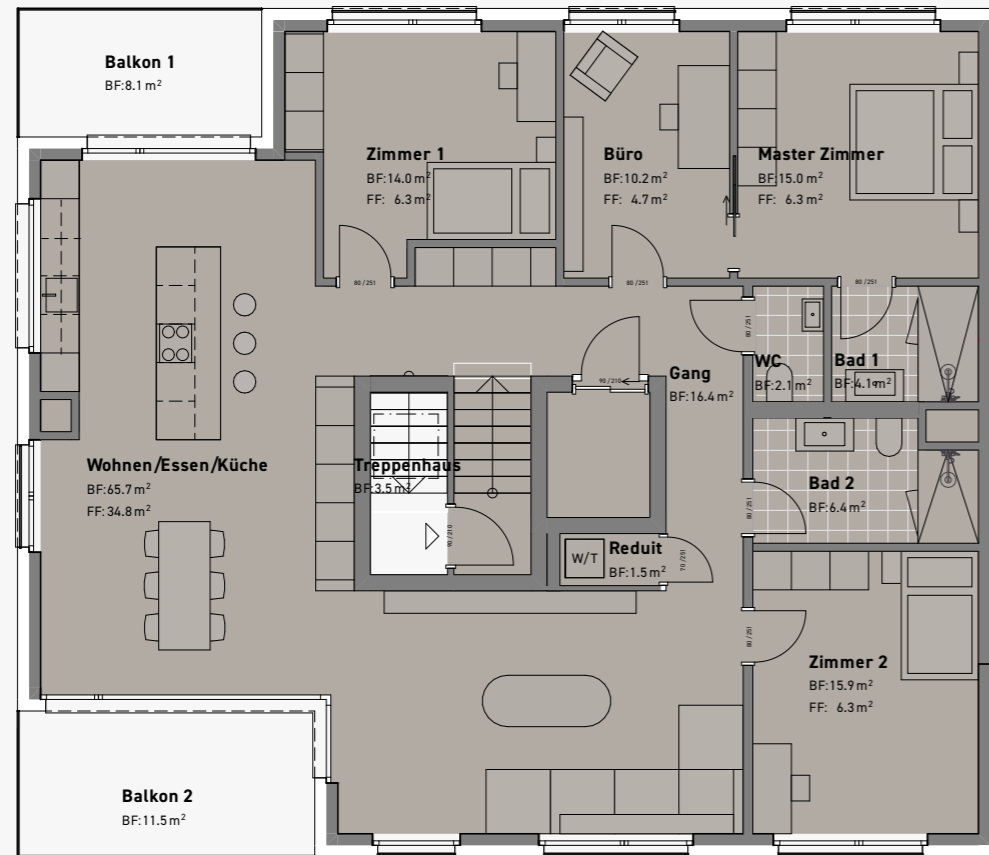 Balkon 1
BF:8.1 m²
Zimmer 1
BF:14.0 m²
FF: 6.3 m²
Büro
BF:10.2 m²
FF: 4.7 m²
Master Zimmer
BF:15.0 m²
FF: 6.3 m²
80 / 251
80 / 251
80 / 251
80 / 251
WC
BF:2.1 m²
Bad 1
BF:4.1 m²
90 / 210
Gang
BF:16.4 m²
Wohnen/Essen/Küche
BF:65.7 m²
FF: 34.8 m²
Treppenhaus
BF:3.5 m²
90 / 210
Bad 2
BF:6.4 m²
80 / 251
W/T
Reduit
BF:1.5 m²
70 / 251
80 / 251
Zimmer 2
BF:15.9 m²
FF: 6.3 m²
Balkon 2
BF:11.5 m²